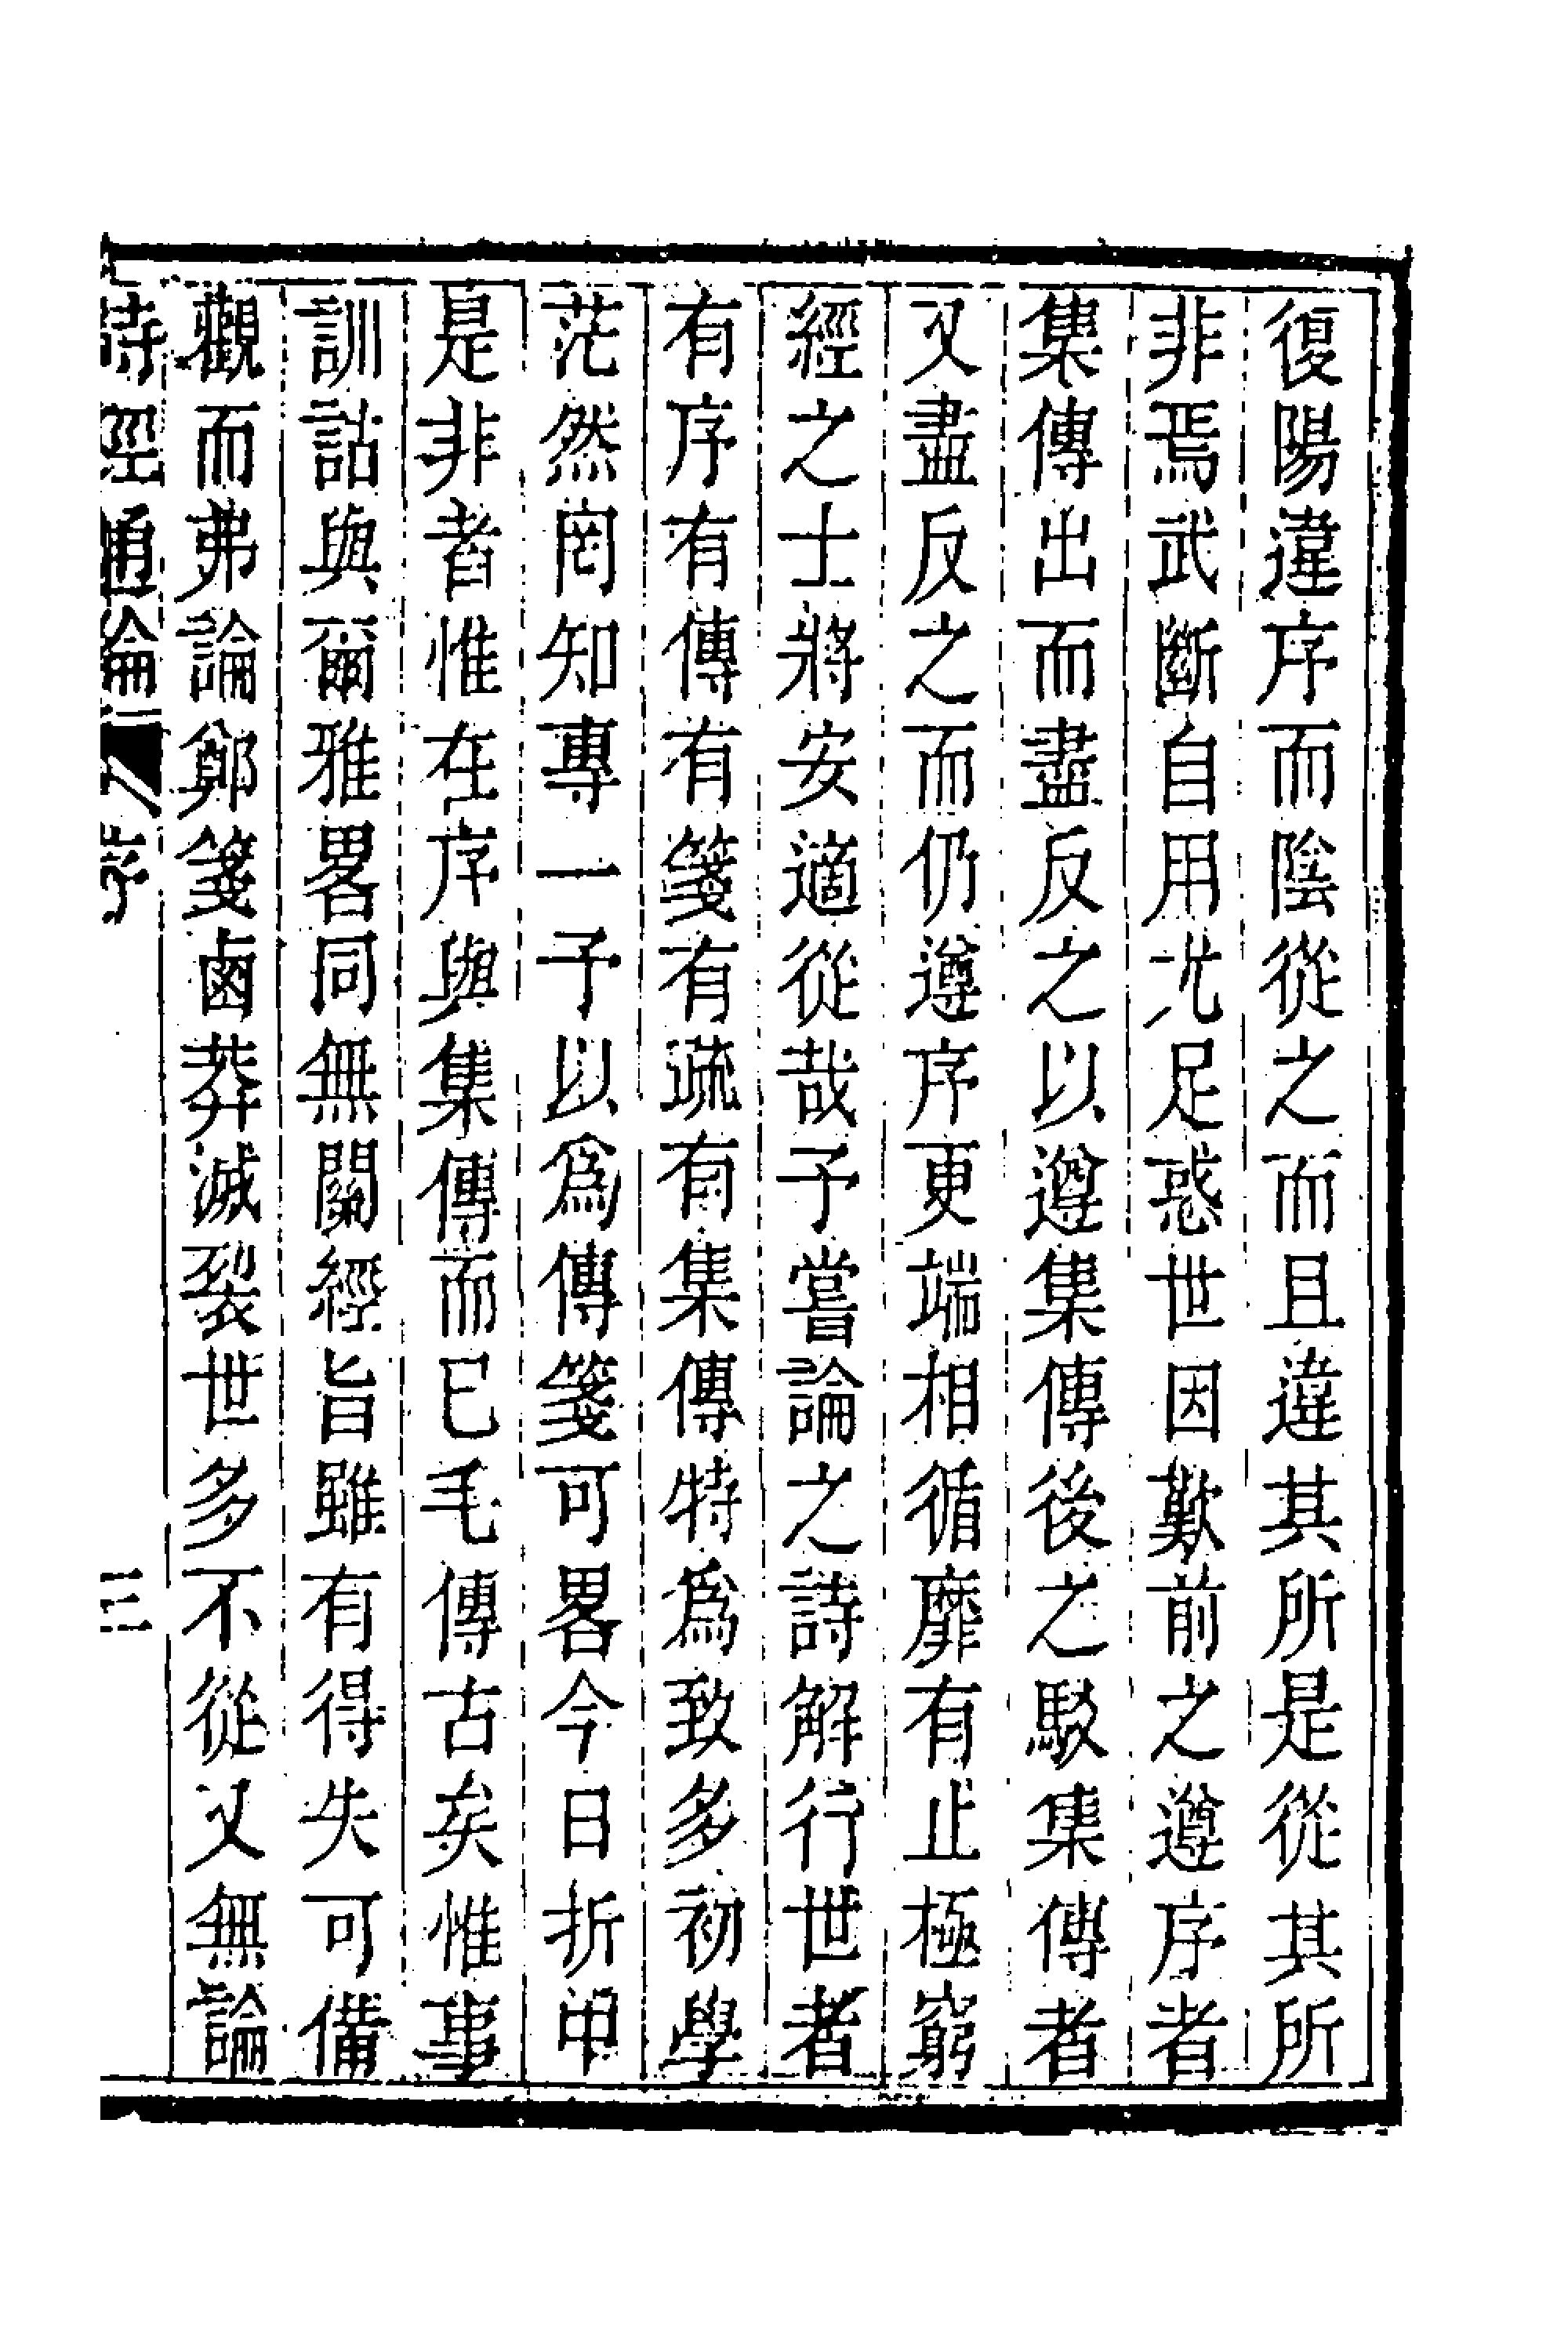 復陽違序而陰從之而且違其所是從其所
非焉武斷自用尤足惑世因歎前之遵序者
集傳出而盡反之以遵集傳後之駁集傳者
又盡反之而仍遵序更端相循靡有止極窮
經之士將安適從哉予嘗論之詩解行世者
有序有傳有箋有疏有集傳特爲致多初學
茫然罔知專一予以爲傳箋可畧今日折中
是非者惟在序與集傳而已毛傳古矣惟事
訓詁與爾雅畧同無關經旨雖有得失可備
觀而弗論鄭箋鹵莽滅裂世多不從又無論
詩經通論 序 三